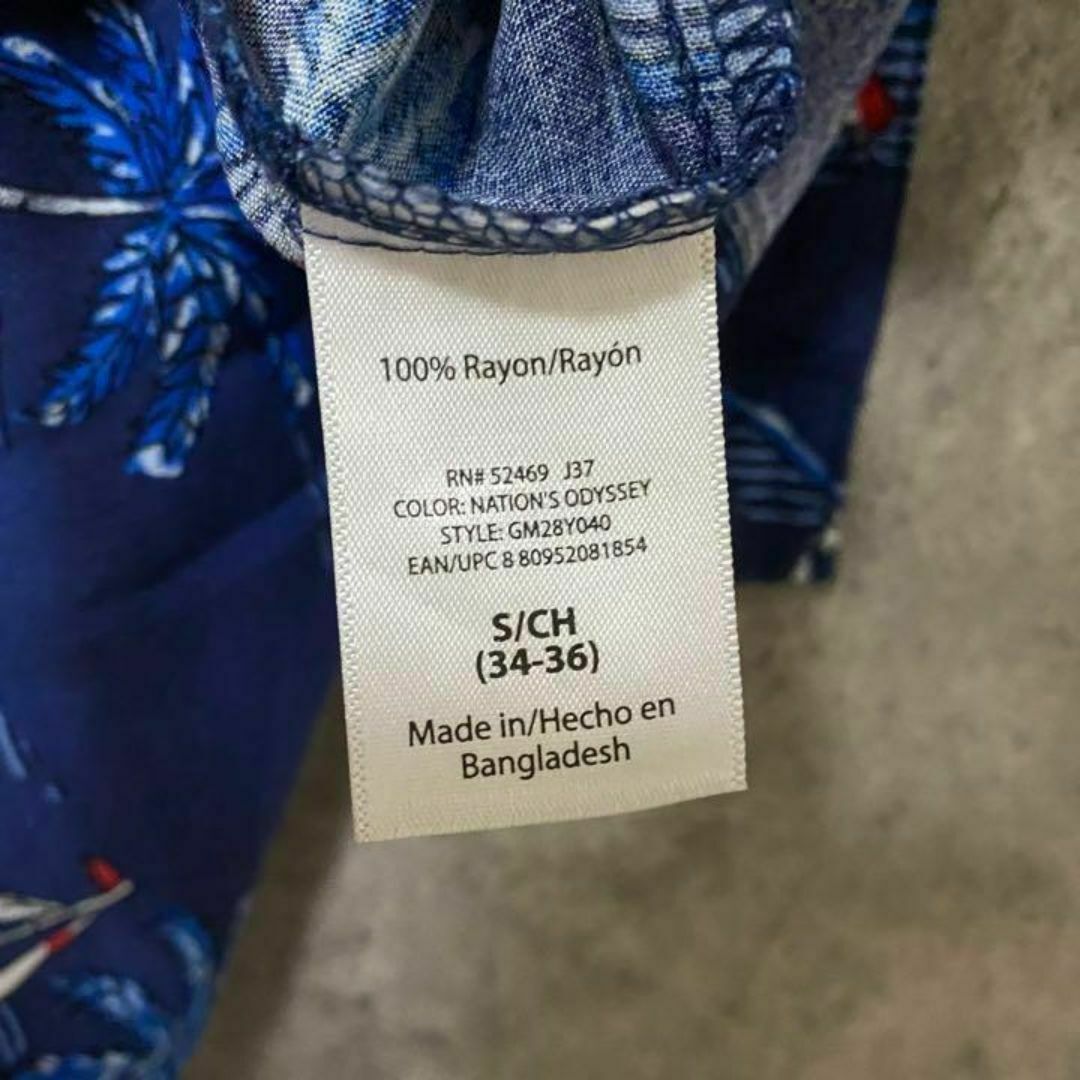 100% Rayon/Rayón
RN# 52469 J37
COLOR: NATION'S ODYSSEY
STYLE: GM28Y040
EAN/UPC 8 80952081854
S/CH
(34-36)
Made in/Hecho en
Bangladesh